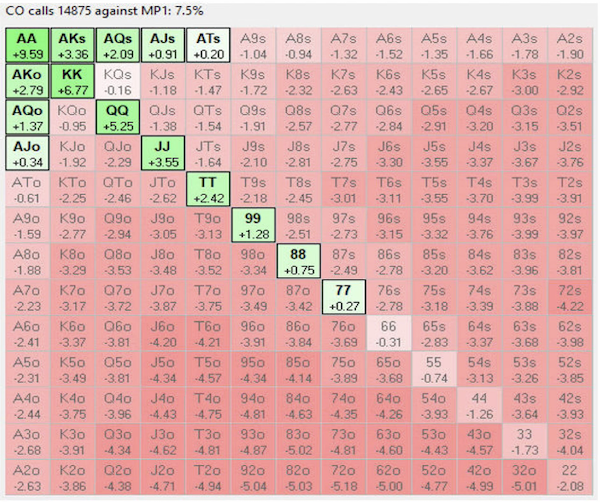 CO calls 14875 against MP1: 7.5%
AA AKs AQs AJs ATs A9s A8s A7s A6s A5s A4s A3s A2s
+9.59 +3.36 +2.09 +0.91 +0.20 -1.04 -0.94 -1.32 -1.52 -1.35 -1.66 -1.78 -1.90
AKo KK KQs KJs KTs K9s K8s K7s K6s K5s K4s K3s K2s
+2.79 +6.77 -0.16 -1.18 -1.47 -1.72 -2.32 -2.63 -2.43 -2.65 -2.67 -3.00 -2.92
AQo KQo QQ QJs QTs Q9s Q8s Q7s Q6s Q5s Q4s Q3s Q2s
+1.37 -0.95 +5.25 -1.38 -1.54 -1.91 -2.57 -2.77 -2.84 -2.91 -3.20 -3.15 -3.51
AJo KJo QJo JJ JTs J9s J8s J7s J6s J5s J4s J3s J2s
+0.34 -1.92 -2.29 +3.55 -1.64 -2.10 -2.81 -2.75 -3.30 -3.55 -3.37 -3.67 -3.76
ATo KTo QTo JTo TT T9s T8s T7s T6s T5s T4s T3s T2s
-0.61 -2.25 -2.46 -2.62 +2.42 -2.18 -2.45 -3.01 -3.11 -3.55 -3.70 -3.99 -3.91
A9o K9o Q9o J9o T9o 99 98s 97s 96s 95s 94s 93s 92s
-1.59 -2.77 -2.94 -3.05 -3.13 +1.28 -2.51 -2.73 -3.15 -3.32 -3.76 -3.99 -3.97
A8o K8o Q8o J8o T8o 98o 88 87s 86s 85s 84s 83s 82s
-1.88 -3.29 -3.53 -3.48 -3.52 -3.34 +0.75 -2.49 -2.78 -3.20 -3.62 -3.96 -3.81
A7o K7o Q7o J7o T7o 97o 87o 77 76s 75s 74s 73s 72s
-2.23 -3.17 -3.72 -3.87 -3.75 -3.49 -3.42 +0.27 -2.78 -3.18 -3.39 -3.88 -4.22
A6o K6o Q6o J6o T6o 96o 86o 76o 66 65s 64s 63s 62s
-2.41 -3.37 -3.81 -4.20 -4.21 -3.91 -3.84 -3.69 -0.31 -2.83 -3.37 -3.68 -3.98
A5o K5o Q5o J5o T5o 95o 85o 75o 65o 55 54s 53s 52s
-2.31 -3.49 -3.81 -4.34 -4.57 -4.34 -4.14 -3.89 -3.68 -0.74 -3.13 -3.26 -3.85
A4o K4o Q4o J4o T4o 94o 84o 74o 64o 54o 44 43s 42s
-2.44 -3.75 -3.96 -4.43 -4.75 -4.81 -4.63 -4.35 -4.26 -3.93 -1.26 -3.64 -3.93
A3o K3o Q3o J3o T3o 93o 83o 73o 63o 53o 43o 33 32s
-2.68 -3.91 -4.34 -4.62 -4.81 -4.87 -5.02 -4.81 -4.60 -4.43 -4.57 -1.73 -4.04
A2o K2o Q2o J2o T2o 92o 82o 72o 62o 52o 42o 32o 22
-2.63 -3.86 -4.38 -4.71 -4.94 -5.04 -5.03 -5.18 -5.00 -4.77 -4.99 -5.01 -2.08